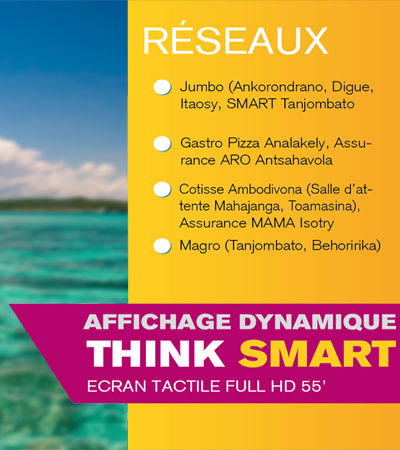 RÉSEAUX
Jumbo (Ankorondrano, Digue,
Itaosy, SMART Tanjombato
Gastro Pizza Analakely, Assu-
rance ARO Antsahavola
Cotisse Ambodivona (Salle d'at-
tente Mahajanga, Toamasina),
Assurance MAMA Isotry
Magro (Tanjombato, Behoririka)
AFFICHAGE DYNAMIQUE
THINK SMART
ECRAN TACTILE FULL HD 55'